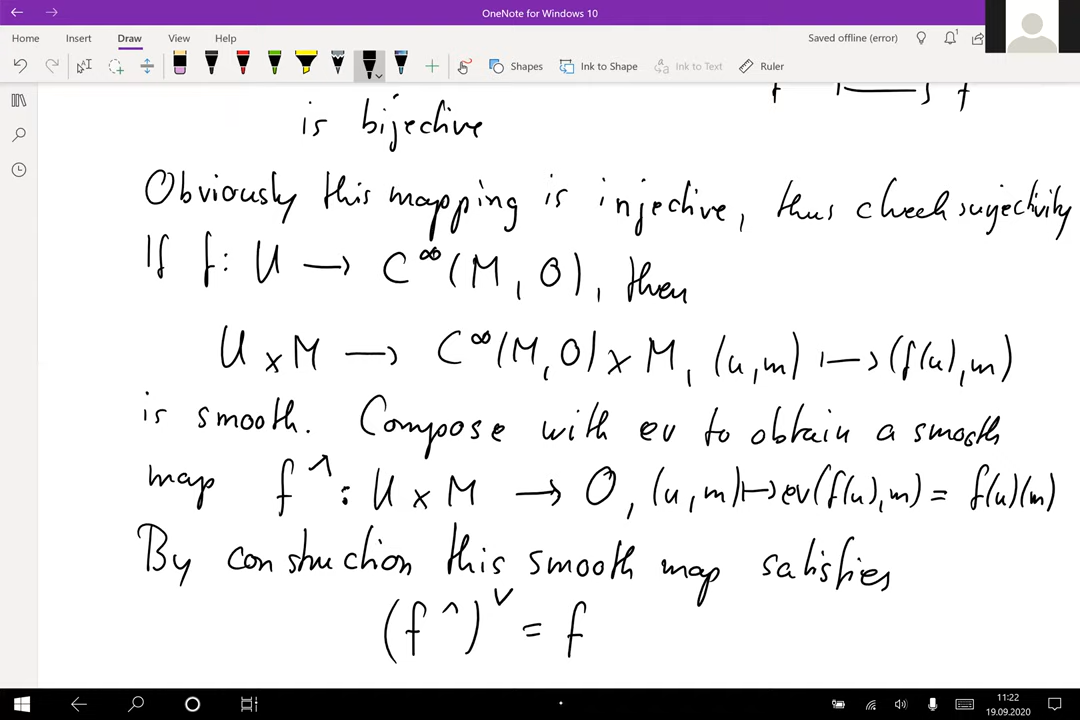 OneNote for Windows 10
Home Insert Draw View Help
Saved offline (error)
Shapes Ink to Shape Ink to Text Ruler
f ⟼ f
is bijective
Obviously this mapping is injective, thus check surjectivity
If f: U → C^∞(M, O), then
U × M → C^∞(M, O) × M, (u,m) ↦ (f(u), m)
is smooth. Compose with ev to obtain a smooth
map f^∧ : U × M → O, (u,m) ↦ ev(f(u), m) = f(u)(m)
By construction this smooth map satisfies
(f^∧)^∨ = f
11:22
19.09.2020